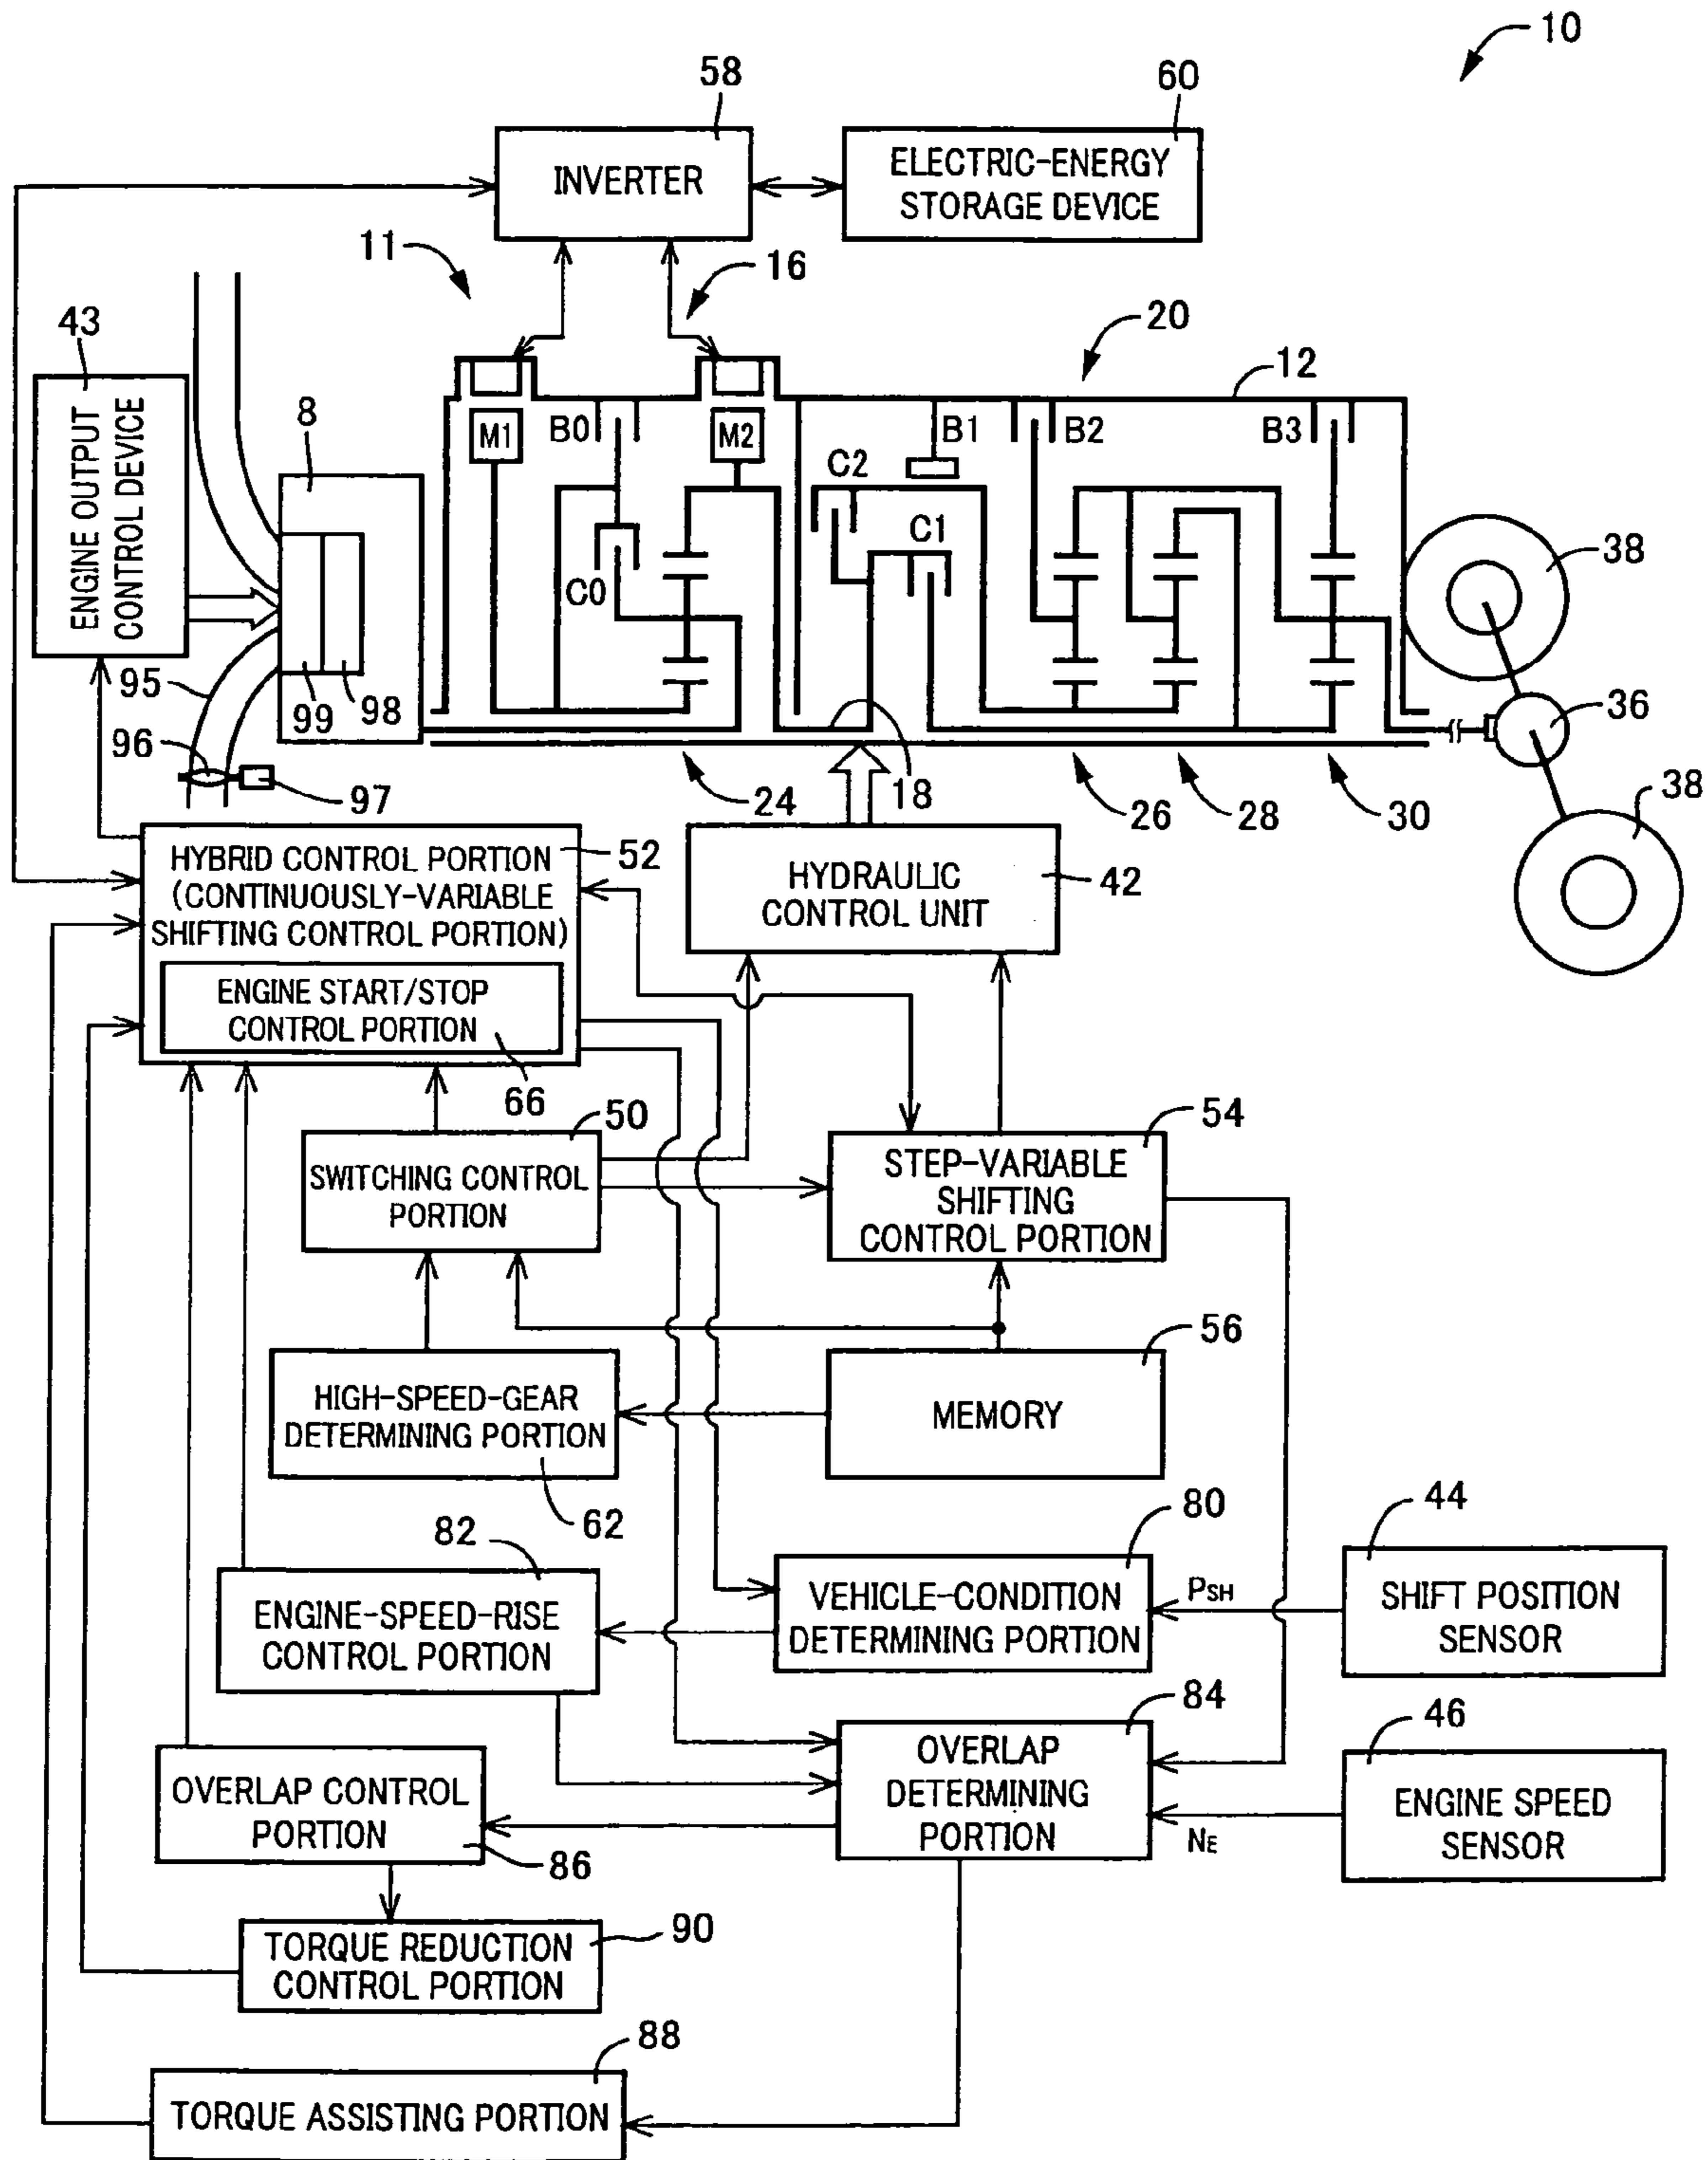 10
58
60
INVERTER
ELECTRIC-ENERGY
STORAGE DEVICE
11
16
20
12
43
ENGINE OUTPUT
CONTROL DEVICE
8
M1
B0
M2
B1
B2
B3
C2
C1
C0
38
95
99
98
36
96
97
24
18
26
28
30
38
HYBRID CONTROL PORTION
(CONTINUOUSLY-VARIABLE
SHIFTING CONTROL PORTION)
52
HYDRAULIC
CONTROL UNIT
42
ENGINE START/STOP
CONTROL PORTION
66
50
54
SWITCHING CONTROL
PORTION
STEP-VARIABLE
SHIFTING
CONTROL PORTION
56
HIGH-SPEED-GEAR
DETERMINING PORTION
MEMORY
62
82
80
44
ENGINE-SPEED-RISE
CONTROL PORTION
VEHICLE-CONDITION
DETERMINING PORTION
PSH
SHIFT POSITION
SENSOR
84
46
OVERLAP CONTROL
PORTION
86
OVERLAP
DETERMINING
PORTION
NE
ENGINE SPEED
SENSOR
TORQUE REDUCTION
CONTROL PORTION
90
88
TORQUE ASSISTING PORTION